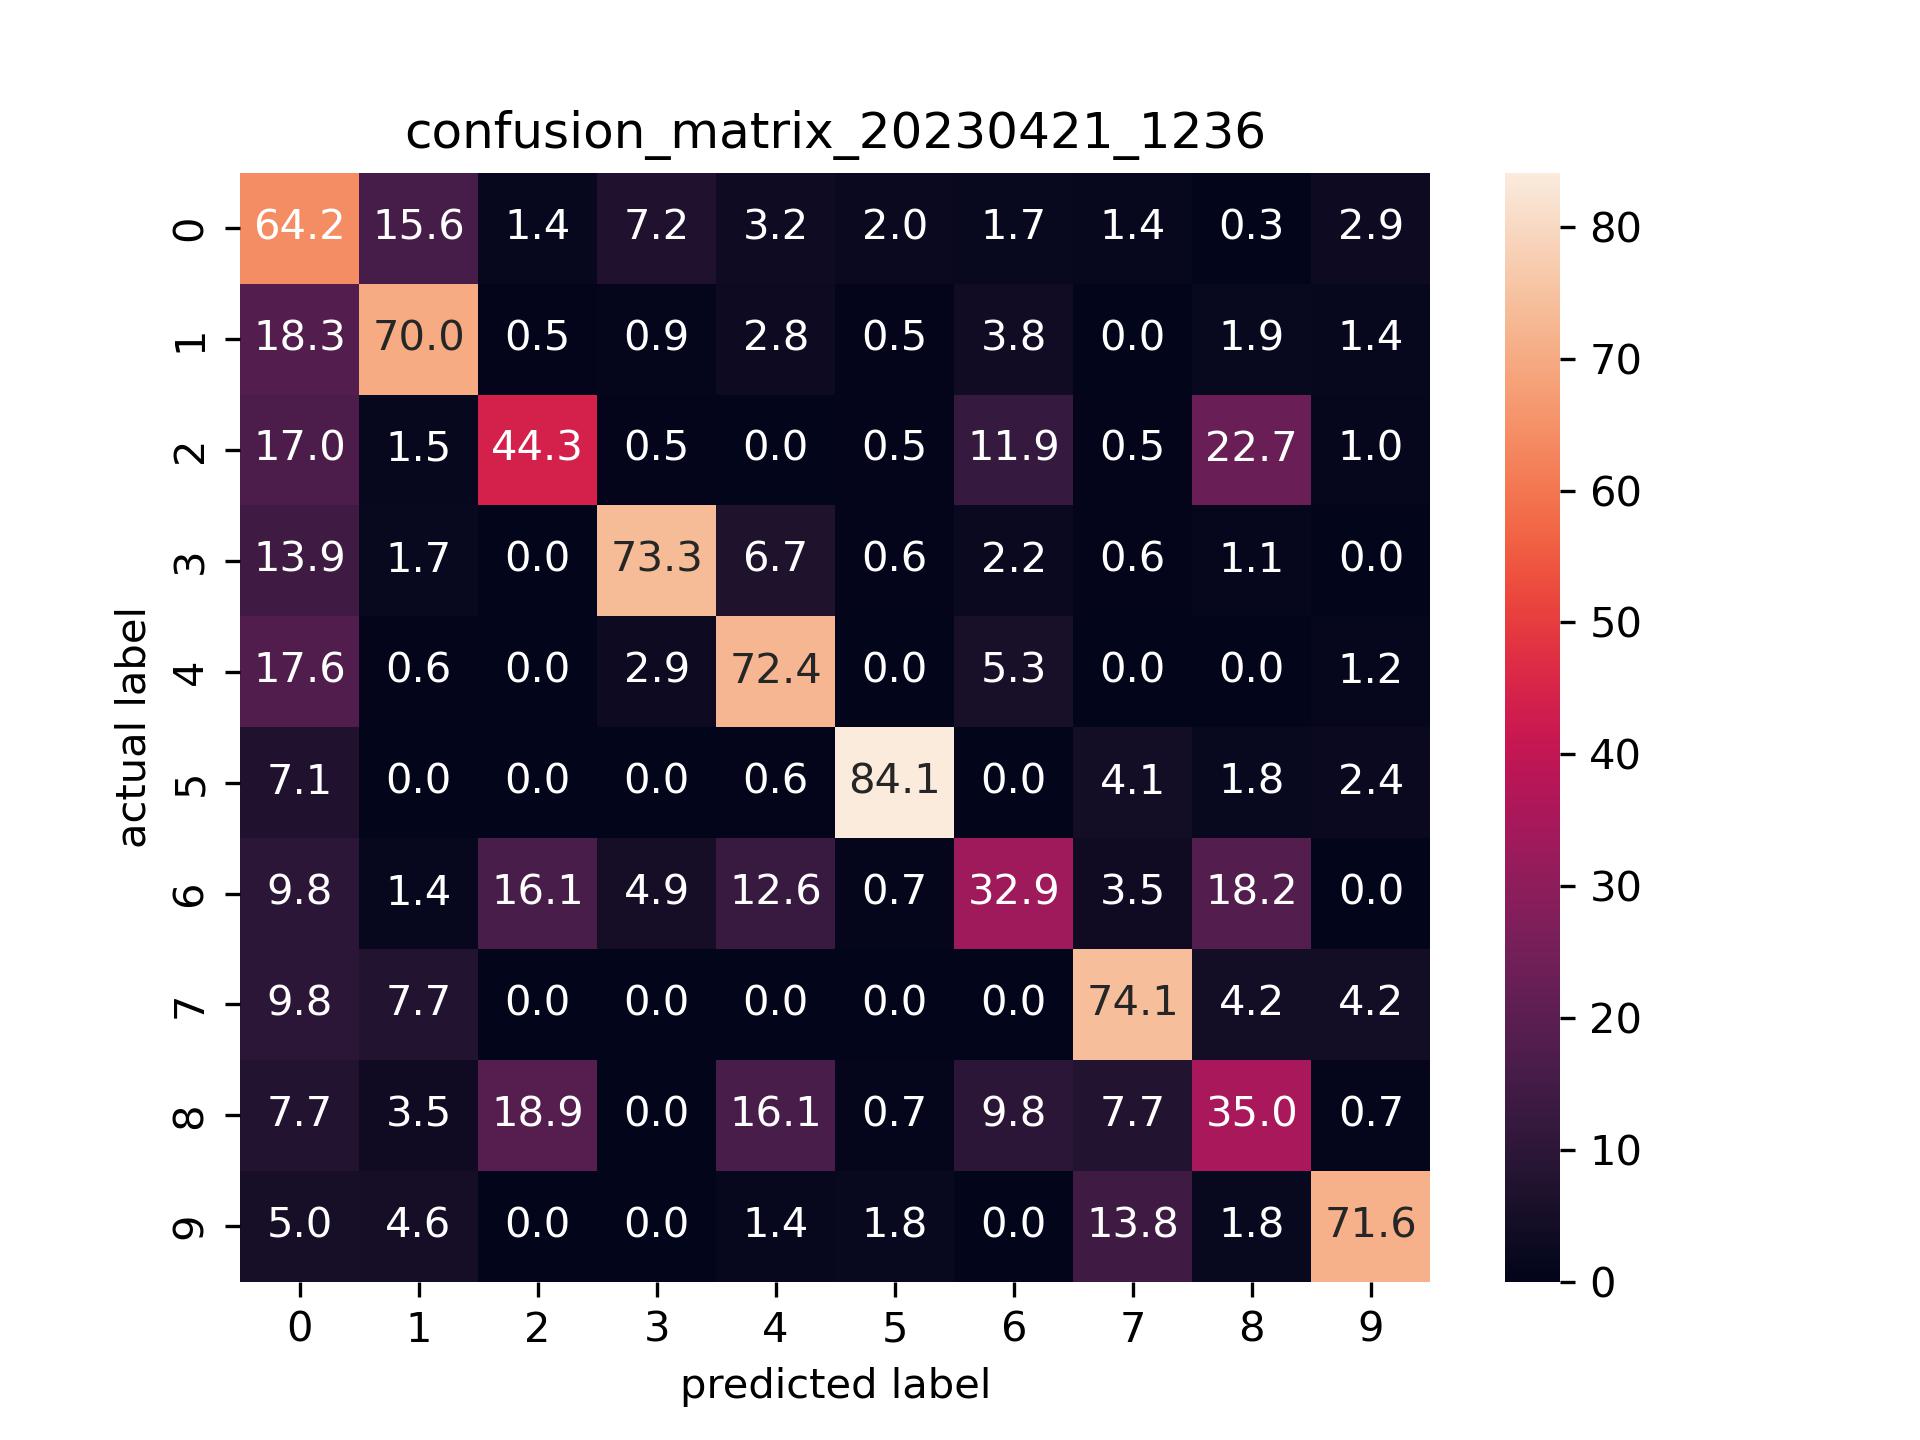 confusion_matrix_20230421_1236
actual label
0 64.2 15.6 1.4 7.2 3.2 2.0 1.7 1.4 0.3 2.9
1 18.3 70.0 0.5 0.9 2.8 0.5 3.8 0.0 1.9 1.4
2 17.0 1.5 44.3 0.5 0.0 0.5 11.9 0.5 22.7 1.0
3 13.9 1.7 0.0 73.3 6.7 0.6 2.2 0.6 1.1 0.0
4 17.6 0.6 0.0 2.9 72.4 0.0 5.3 0.0 0.0 1.2
5 7.1 0.0 0.0 0.0 0.6 84.1 0.0 4.1 1.8 2.4
6 9.8 1.4 16.1 4.9 12.6 0.7 32.9 3.5 18.2 0.0
7 9.8 7.7 0.0 0.0 0.0 0.0 0.0 74.1 4.2 4.2
8 7.7 3.5 18.9 0.0 16.1 0.7 9.8 7.7 35.0 0.7
9 5.0 4.6 0.0 0.0 1.4 1.8 0.0 13.8 1.8 71.6
0 1 2 3 4 5 6 7 8 9
predicted label
80
70
60
50
40
30
20
10
0